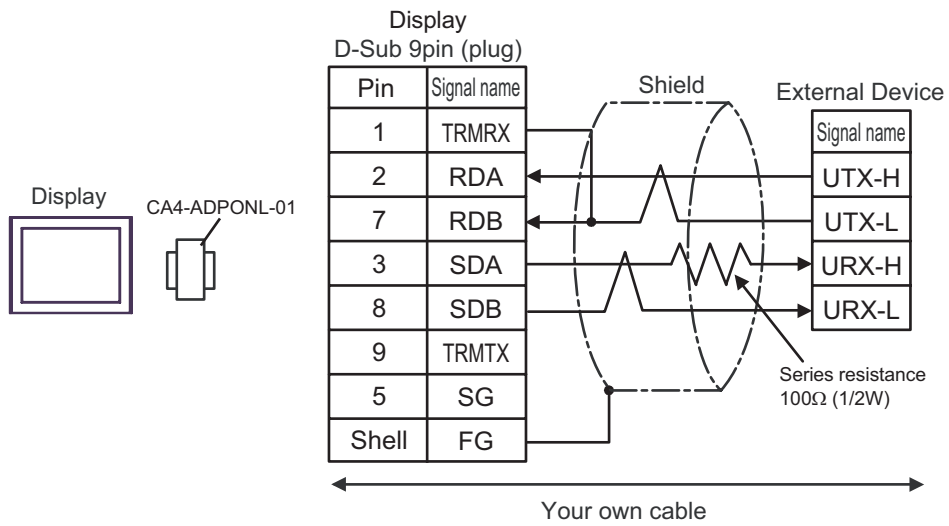 Display
D-Sub 9pin (plug)
Pin Signal name
1 TRMRX
2 RDA
7 RDB
3 SDA
8 SDB
9 TRMTX
5 SG
Shell FG
Shield
External Device
Signal name
UTX-H
UTX-L
URX-H
URX-L
Display
CA4-ADPONL-01
Series resistance
100Ω (1/2W)
Your own cable